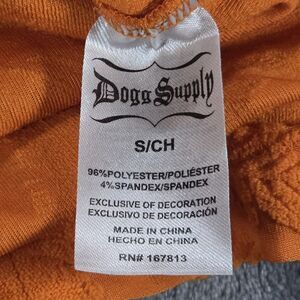 Dogg Supply
S/CH
96%POLYESTER/POLIÉSTER
4%SPANDEX/SPANDEX
EXCLUSIVE OF DECORATION
EXCLUSIVO DE DECORACIÓN
MADE IN CHINA
HECHO EN CHINA
RN# 167813